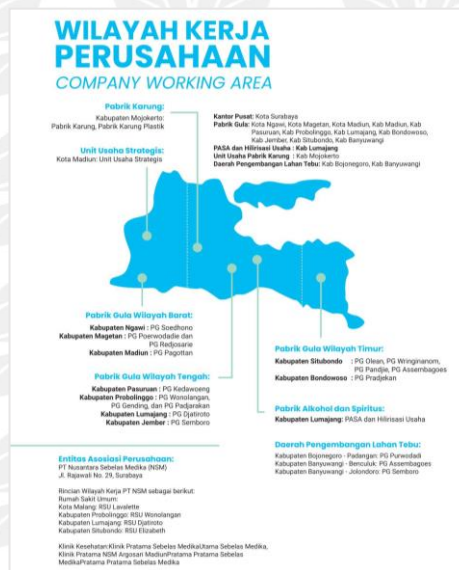 WILAYAH KERJA
PERUSAHAAN
COMPANY WORKING AREA
Pabrik Karung:
Kabupaten Mojokerto:
Pabrik Karung, Pabrik Karung Plastik
Unit Usaha Strategis:
Kota Madiun: Unit Usaha Strategis
Kantor Pusat: Kota Surabaya
Pabrik Gula: Kota Ngawi, Kota Magetan, Kota Madiun, Kab Madiun, Kab
Pasuruan, Kab Probolinggo, Kab Lumajang, Kab Bondowoso,
Kab Jember, Kab Situbondo, Kab Banyuwangi
PASA dan Hilirisasi Usaha : Kab Lumajang
Unit Usaha Pabrik Karung : Kab Mojokerto
Daerah Pengembangan Lahan Tebu: Kab Bojonegoro, Kab Banyuwangi
Pabrik Gula Wilayah Barat:
Kabupaten Ngawi : PG Soedhono
Kabupaten Magetan : PG Poerwodadie dan
PG Redjosarie
Kabupaten Madiun : PG Pagottan
Pabrik Gula Wilayah Tengah:
Kabupaten Pasuruan : PG Kedawoeng
Kabupaten Probolinggo : PG Wonolangan,
PG Gending, dan PG Padjarakan
Kabupaten Lumajang : PG Djatiroto
Kabupaten Jember : PG Semboro
Pabrik Gula Wilayah Timur:
Kabupaten Situbondo : PG Olean, PG Wringinanom,
PG Pandjie, PG Assembagoes
Kabupaten Bondowoso : PG Pradjekan
Pabrik Alkohol dan Spiritus:
Kabupaten Lumajang: PASA dan Hilirisasi Usaha
Daerah Pengembangan Lahan Tebu:
Kabupaten Bojonegoro - Padangan: PG Purwodadi
Kabupaten Banyuwangi - Benculuk: PG Assembagoes
Kabupaten Banyuwangi - Jolondoro: PG Semboro
Entitas Asosiasi Perusahaan:
PT Nusantara Sebelas Medika (NSM)
Jl. Rajawali No. 29, Surabaya
Rincian Wilayah Kerja PT NSM sebagai berikut:
Rumah Sakit Umum:
Kota Malang: RSU Lavalette
Kabupaten Probolinggo: RSU Wonolangan
Kabupaten Lumajang: RSU Djatiroto
Kabupaten Situbondo: RSU Elizabeth
Klinik Kesehatan:Klinik Pratama Sebelas MedikaUtama Sebelas Medika,
Klinik Pratama NSM Argosari MadiunPratama Pratama Sebelas
MedikaPratama Pratama Sebelas Medika